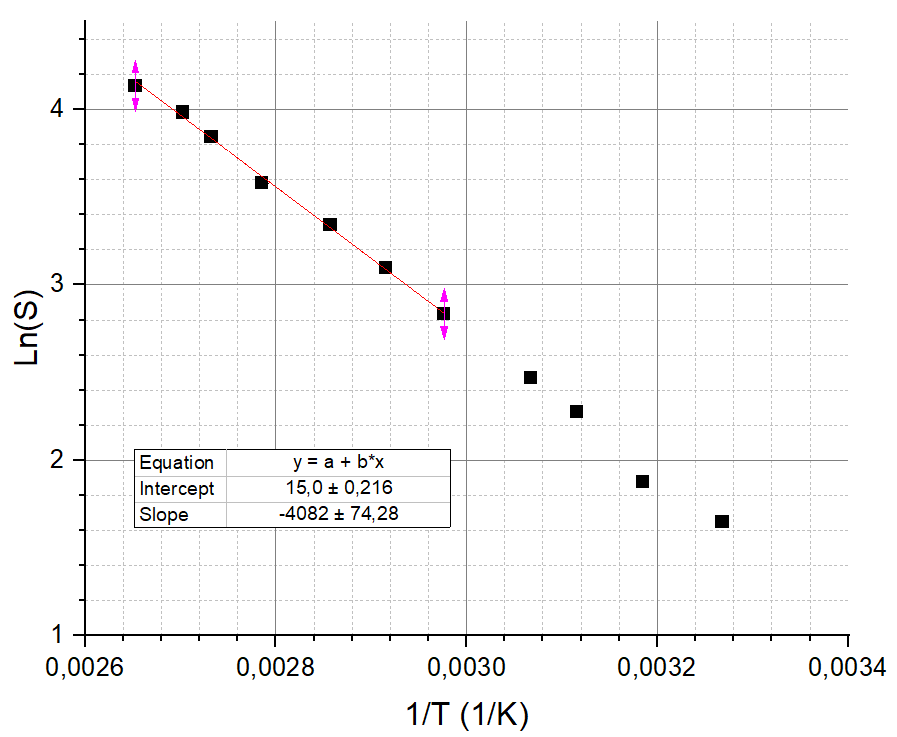 4
3
2
1
Ln(S)
Equation y = a + b*x
Intercept 15,0 ± 0,216
Slope -4082 ± 74,28
0,0026 0,0028 0,0030 0,0032 0,0034
1/T (1/K)